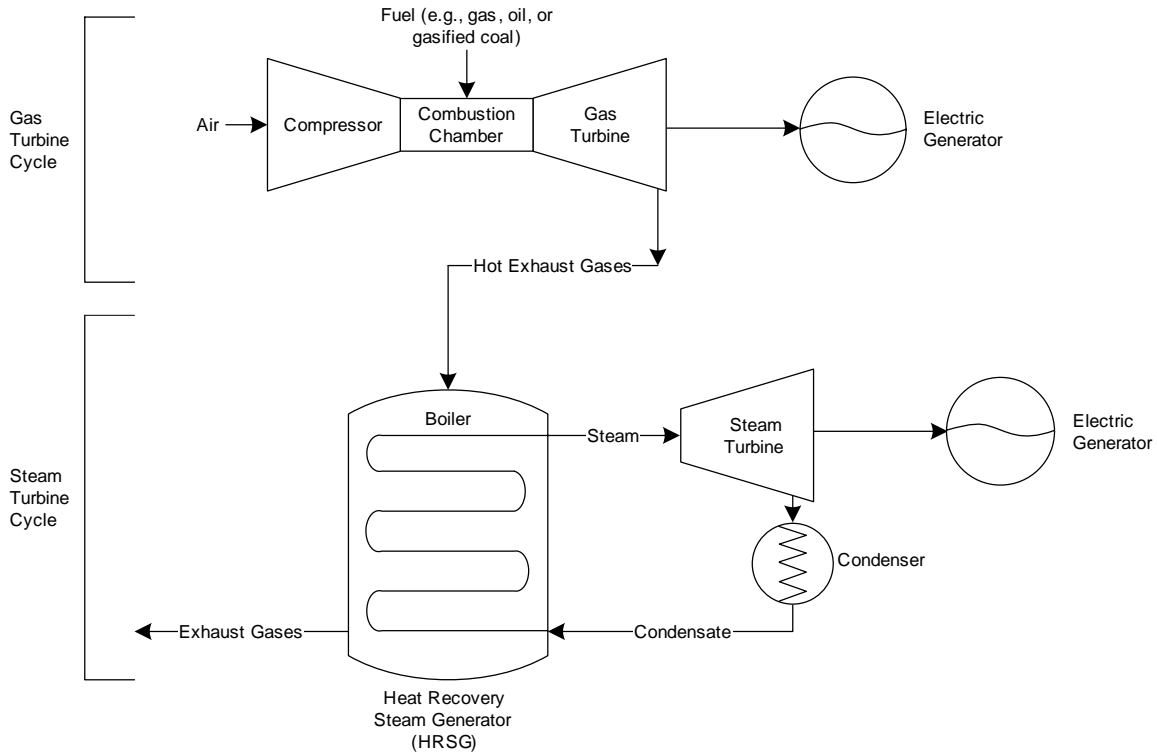 Fuel (e.g., gas, oil, or
gasified coal)
Gas
Turbine
Cycle
Air
Compressor
Combustion
Chamber
Gas
Turbine
Electric
Generator
Hot Exhaust Gases
Steam
Turbine
Cycle
Boiler
Steam
Steam
Turbine
Electric
Generator
Condenser
Exhaust Gases
Condensate
Heat Recovery
Steam Generator
(HRSG)